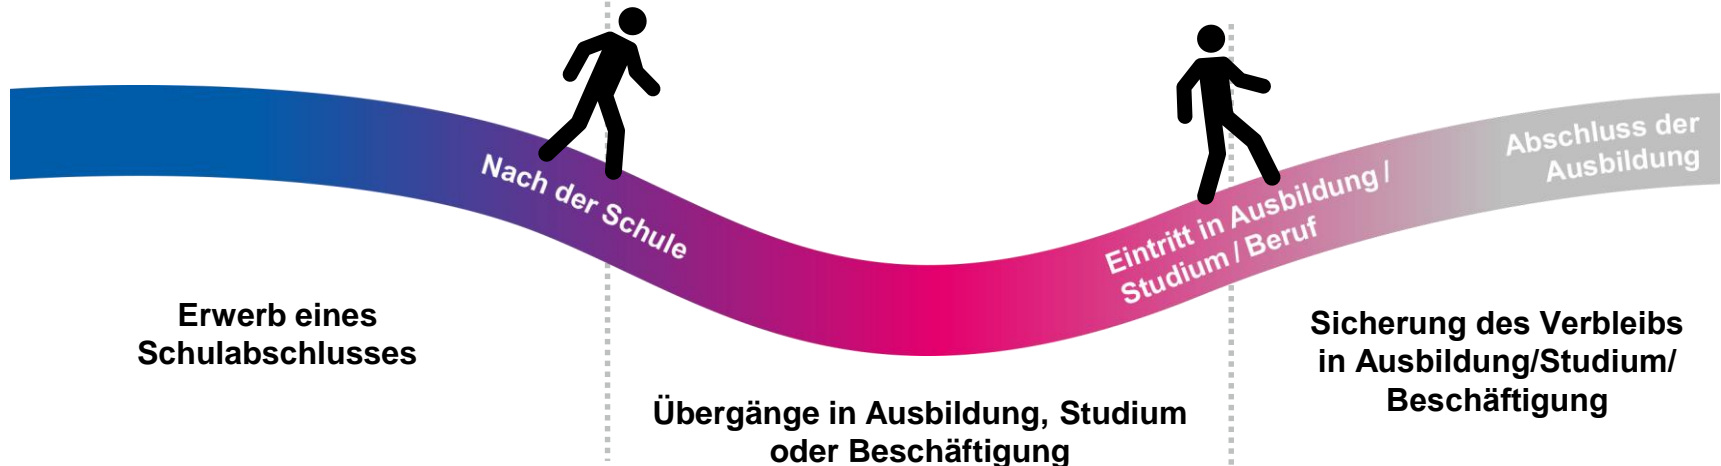 Nach der Schule
Eintritt in Ausbildung /
Studium / Beruf
Abschluss der
Ausbildung
Erwerb eines
Schulabschlusses
Übergänge in Ausbildung, Studium
oder Beschäftigung
Sicherung des Verbleibs
in Ausbildung/Studium/
Beschäftigung